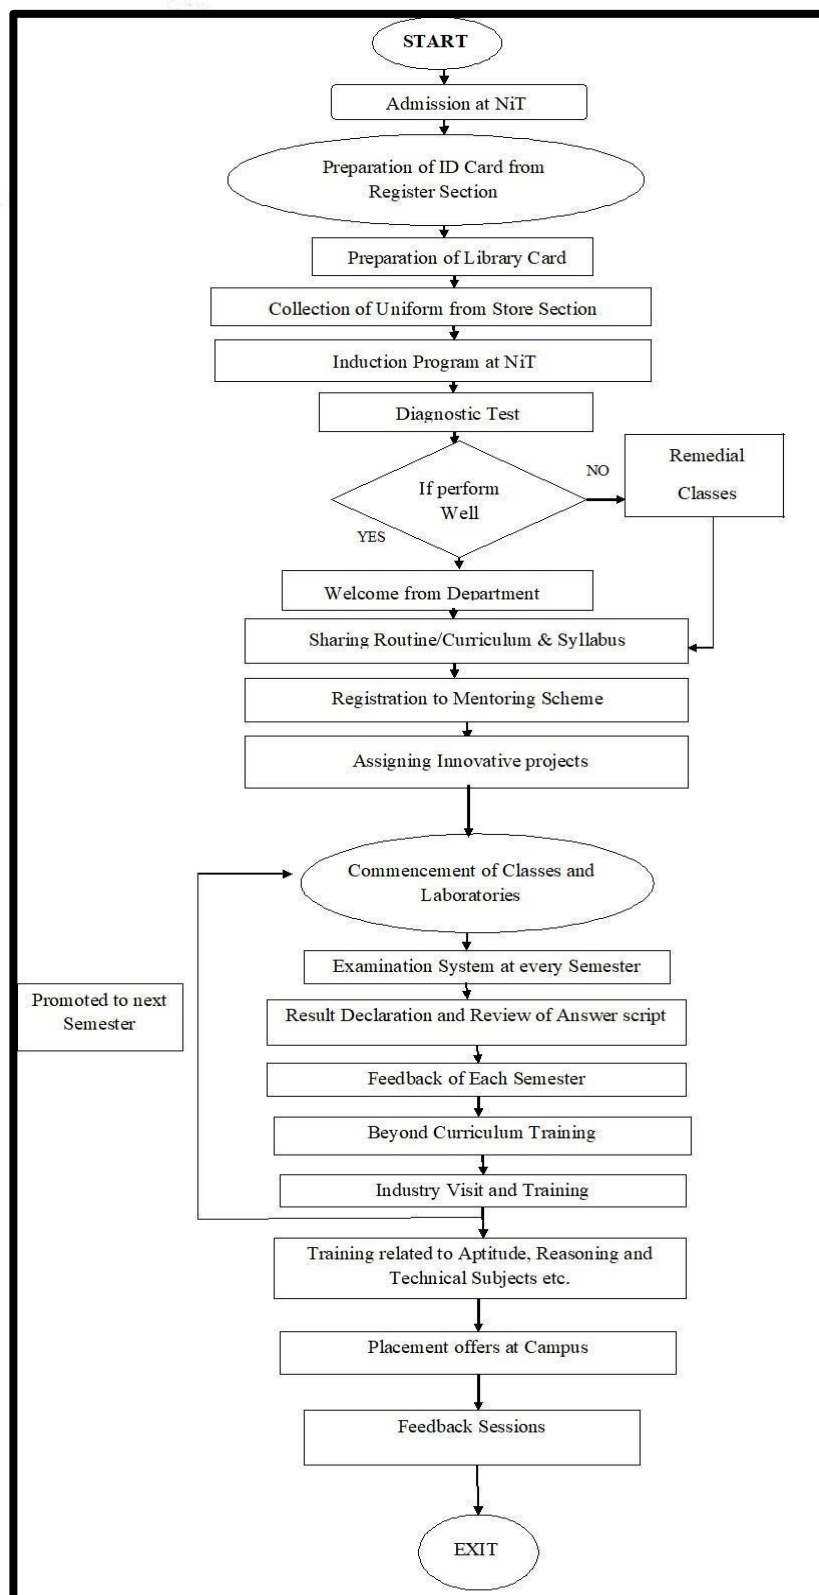 START
Admission at NiT
Preparation of ID Card from
Register Section
Preparation of Library Card
Collection of Uniform from Store Section
Induction Program at NiT
Diagnostic Test
If perform
Well
NO
Remedial
Classes
YES
Welcome from Department
Sharing Routine/Curriculum & Syllabus
Registration to Mentoring Scheme
Assigning Innovative projects
Commencement of Classes and
Laboratories
Examination System at every Semester
Promoted to next
Semester
Result Declaration and Review of Answer script
Feedback of Each Semester
Beyond Curriculum Training
Industry Visit and Training
Training related to Aptitude, Reasoning and
Technical Subjects etc.
Placement offers at Campus
Feedback Sessions
EXIT